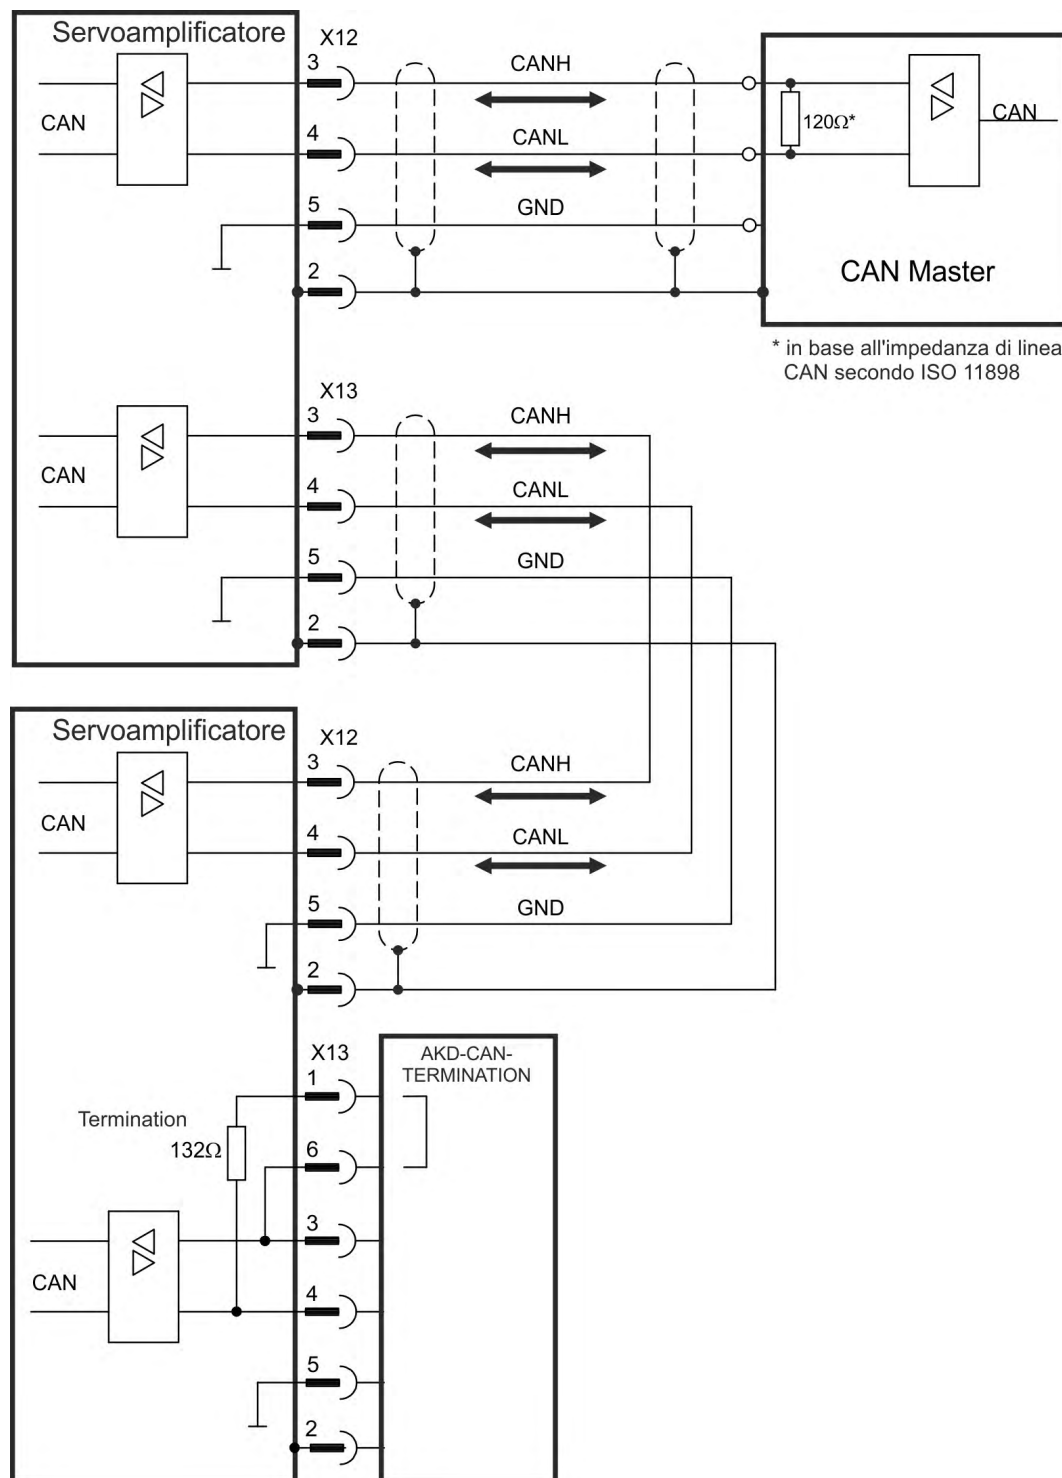 Servoamplificatore
X12
3
CANH
CAN
120Ω*
CAN
4
CANL
5
GND
2
CAN Master
* in base all'impedanza di linea
CAN secondo ISO 11898
X13
3
CANH
CAN
4
CANL
5
GND
2
Servoamplificatore
X12
3
CANH
CAN
4
CANL
5
GND
2
X13
AKD-CAN-
TERMINATION
1
Termination
132Ω
6
3
CAN
4
5
2